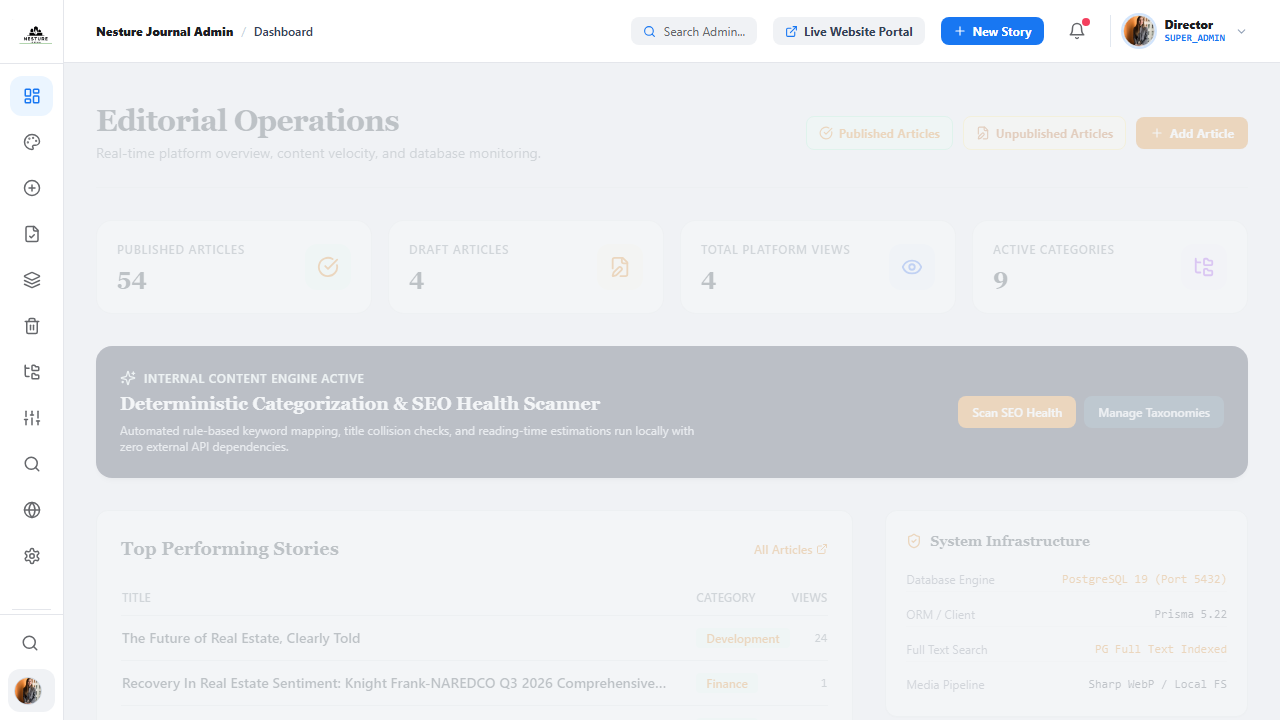 NESTURE
Nesture Journal Admin / Dashboard
Search Admin...
Live Website Portal
+ New Story
Director
SUPER_ADMIN
Editorial Operations
Real-time platform overview, content velocity, and database monitoring.
Published Articles
Unpublished Articles
+ Add Article
PUBLISHED ARTICLES
54
DRAFT ARTICLES
4
TOTAL PLATFORM VIEWS
4
ACTIVE CATEGORIES
9
INTERNAL CONTENT ENGINE ACTIVE
Deterministic Categorization & SEO Health Scanner
Automated rule-based keyword mapping, title collision checks, and reading-time estimations run locally with
zero external API dependencies.
Scan SEO Health
Manage Taxonomies
Top Performing Stories
All Articles
TITLE CATEGORY VIEWS
The Future of Real Estate, Clearly Told Development 24
Recovery In Real Estate Sentiment: Knight Frank-NAREDCO Q3 2026 Comprehensive... Finance 1
System Infrastructure
Database Engine PostgreSQL 19 (Port 5432)
ORM / Client Prisma 5.22
Full Text Search PG Full Text Indexed
Media Pipeline Sharp WebP / Local FS